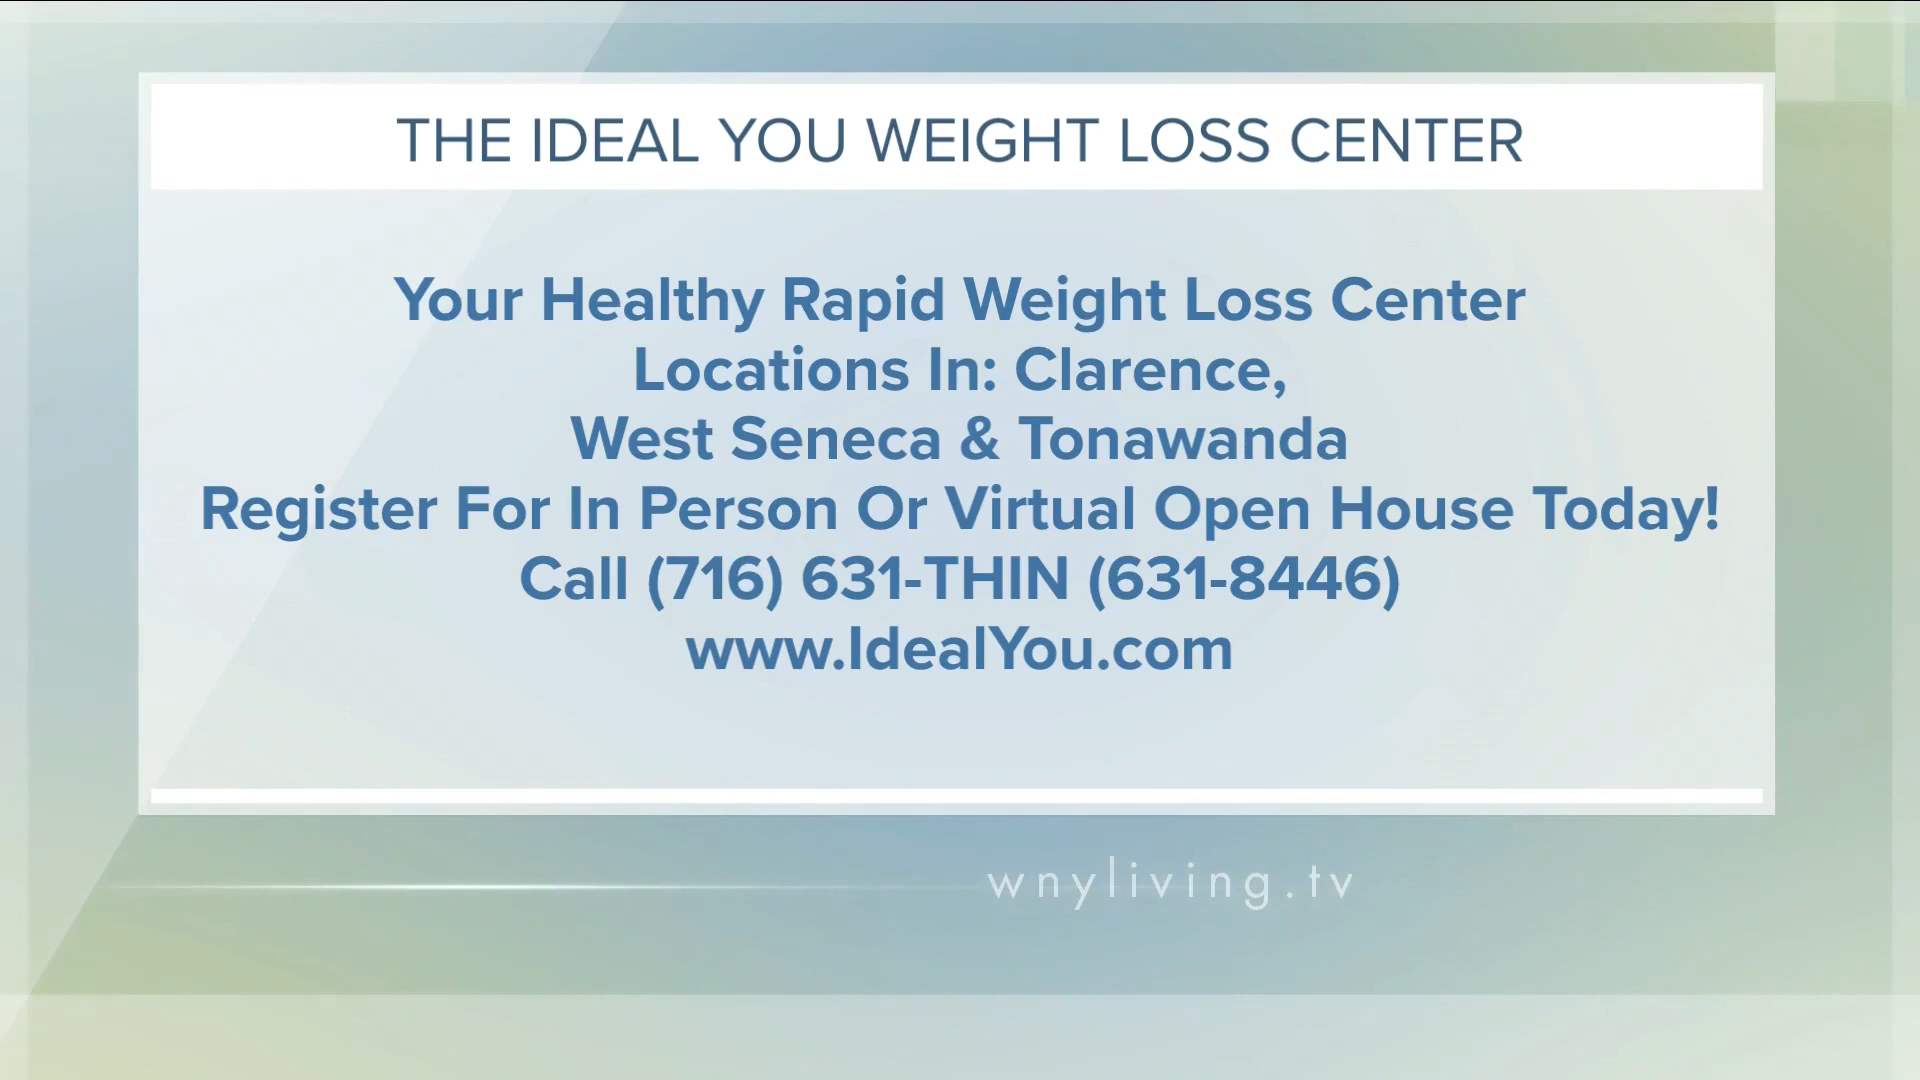 THE IDEAL YOU WEIGHT LOSS CENTER
Your Healthy Rapid Weight Loss Center
Locations In: Clarence,
West Seneca & Tonawanda
Register For In Person Or Virtual Open House Today!
Call (716) 631-THIN (631-8446)
www.IdealYou.com
wnyliving.tv